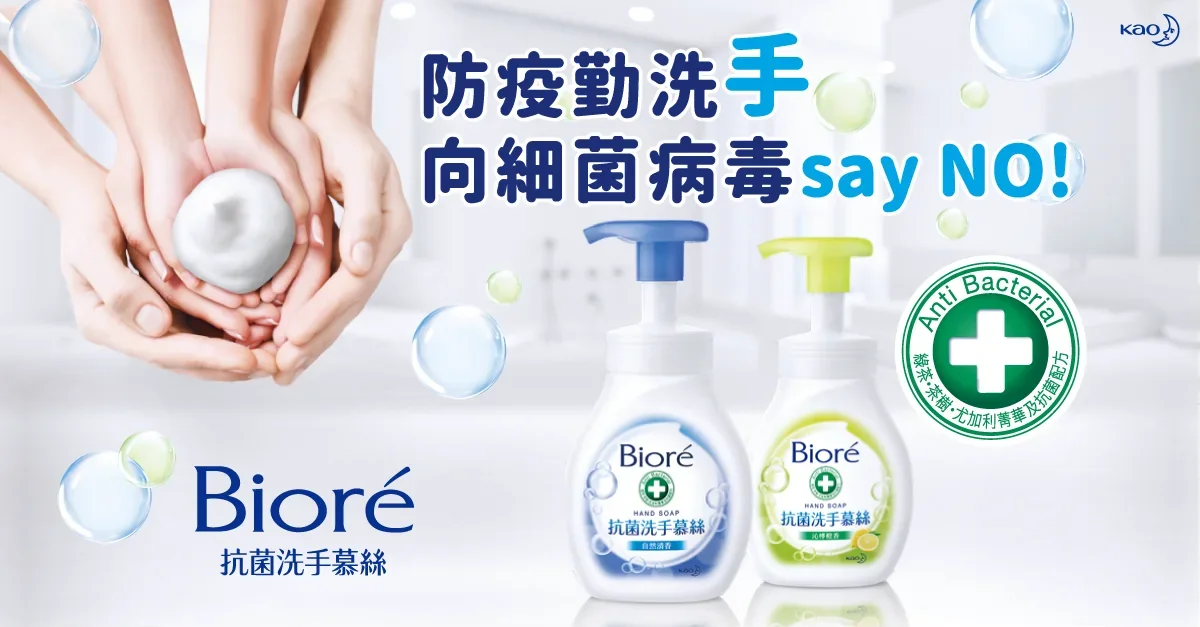 Kao
防疫勤洗手
向細菌病毒say NO!
Anti Bacterial
綠茶·茶樹·尤加利菁華及抗菌配方
Bioré
抗菌洗手慕絲
Bioré
Anti Bacterial
HAND SOAP
抗菌洗手慕絲
自然清香
Kao
Bioré
HAND SOAP
抗菌洗手慕絲
沁檸橙香
Kao